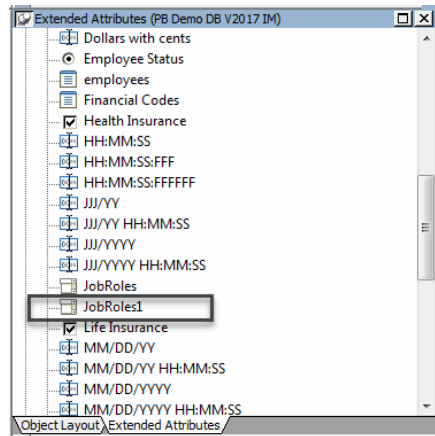 Extended Attributes (PB Demo DB V2017 IM)
Dollars with cents
Employee Status
employees
Financial Codes
Health Insurance
HH:MM:SS
HH:MM:SS:FFF
HH:MM:SS:FFFFFF
JJJ/YY
JJJ/YY HH:MM:SS
JJJ/YYYY
JJJ/YYYY HH:MM:SS
JobRoles
JobRoles1
Life Insurance
MM/DD/YY
MM/DD/YY HH:MM:SS
MM/DD/YYYY
MM/DD/YYYY HH:MM:SS
Object Layout Extended Attributes